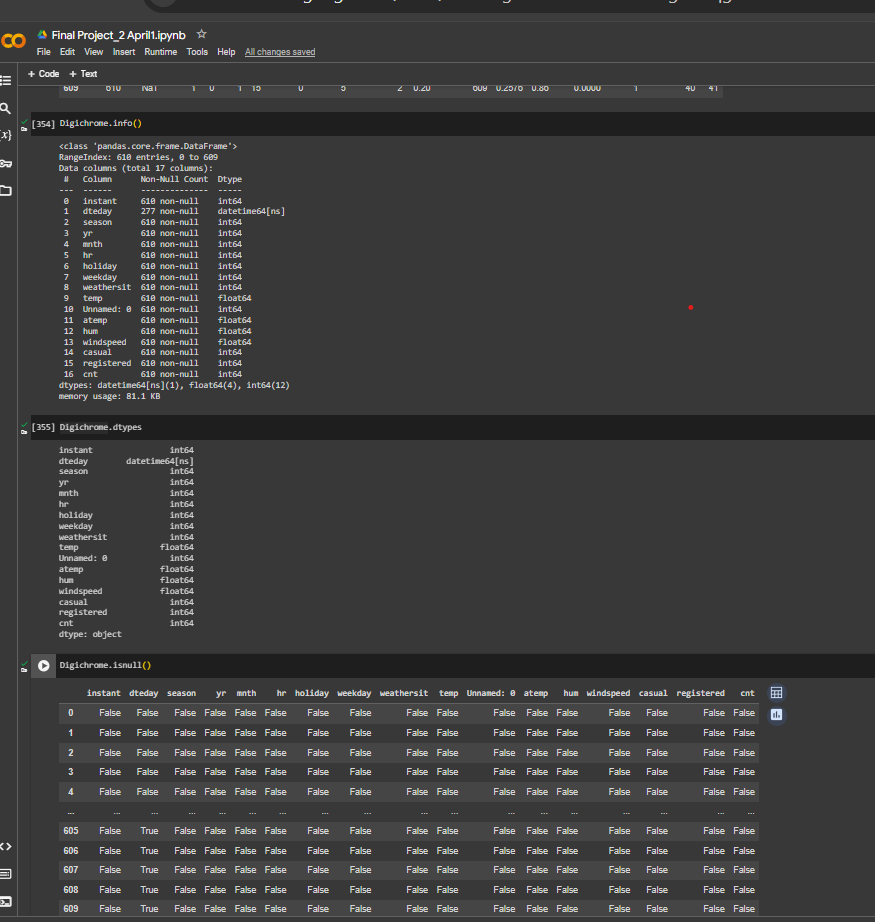 Final Project_2 April1.ipynb
File Edit View Insert Runtime Tools Help All changes saved
+ Code + Text
609 610 NaT 1 0 1 15 0 5 2 0.20 609 0.2576 0.86 0.0000 1 40 41
[354] Digichrome.info()
<class 'pandas.core.frame.DataFrame'>
RangeIndex: 610 entries, 0 to 609
Data columns (total 17 columns):
# Column Non-Null Count Dtype
--- ------ -------------- -----
0 instant 610 non-null int64
1 dteday 277 non-null datetime64[ns]
2 season 610 non-null int64
3 yr 610 non-null int64
4 mnth 610 non-null int64
5 hr 610 non-null int64
6 holiday 610 non-null int64
7 weekday 610 non-null int64
8 weathersit 610 non-null int64
9 temp 610 non-null float64
10 Unnamed: 0 610 non-null int64
11 atemp 610 non-null float64
12 hum 610 non-null float64
13 windspeed 610 non-null float64
14 casual 610 non-null int64
15 registered 610 non-null int64
16 cnt 610 non-null int64
dtypes: datetime64[ns](1), float64(4), int64(12)
memory usage: 81.1 KB
[355] Digichrome.dtypes
instant int64
dteday datetime64[ns]
season int64
yr int64
mnth int64
hr int64
holiday int64
weekday int64
weathersit int64
temp float64
Unnamed: 0 int64
atemp float64
hum float64
windspeed float64
casual int64
registered int64
cnt int64
dtype: object
Digichrome.isnull()
instant dteday season yr mnth hr holiday weekday weathersit temp Unnamed: 0 atemp hum windspeed casual registered cnt
0 False False False False False False False False False False False False False False False False False
1 False False False False False False False False False False False False False False False False False
2 False False False False False False False False False False False False False False False False False
3 False False False False False False False False False False False False False False False False False
4 False False False False False False False False False False False False False False False False False
... ... ... ... ... ... ... ... ... ... ... ... ... ... ... ... ... ...
605 False True False False False False False False False False False False False False False False False
606 False True False False False False False False False False False False False False False False False
607 False True False False False False False False False False False False False False False False False
608 False True False False False False False False False False False False False False False False False
609 False True False False False False False False False False False False False False False False False